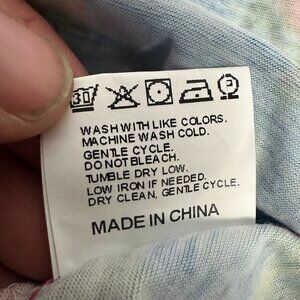 30
P
WASH WITH LIKE COLORS.
MACHINE WASH COLD.
GENTLE CYCLE.
DO NOT BLEACH.
TUMBLE DRY LOW.
LOW IRON IF NEEDED.
DRY CLEAN, GENTLE CYCLE.
MADE IN CHINA